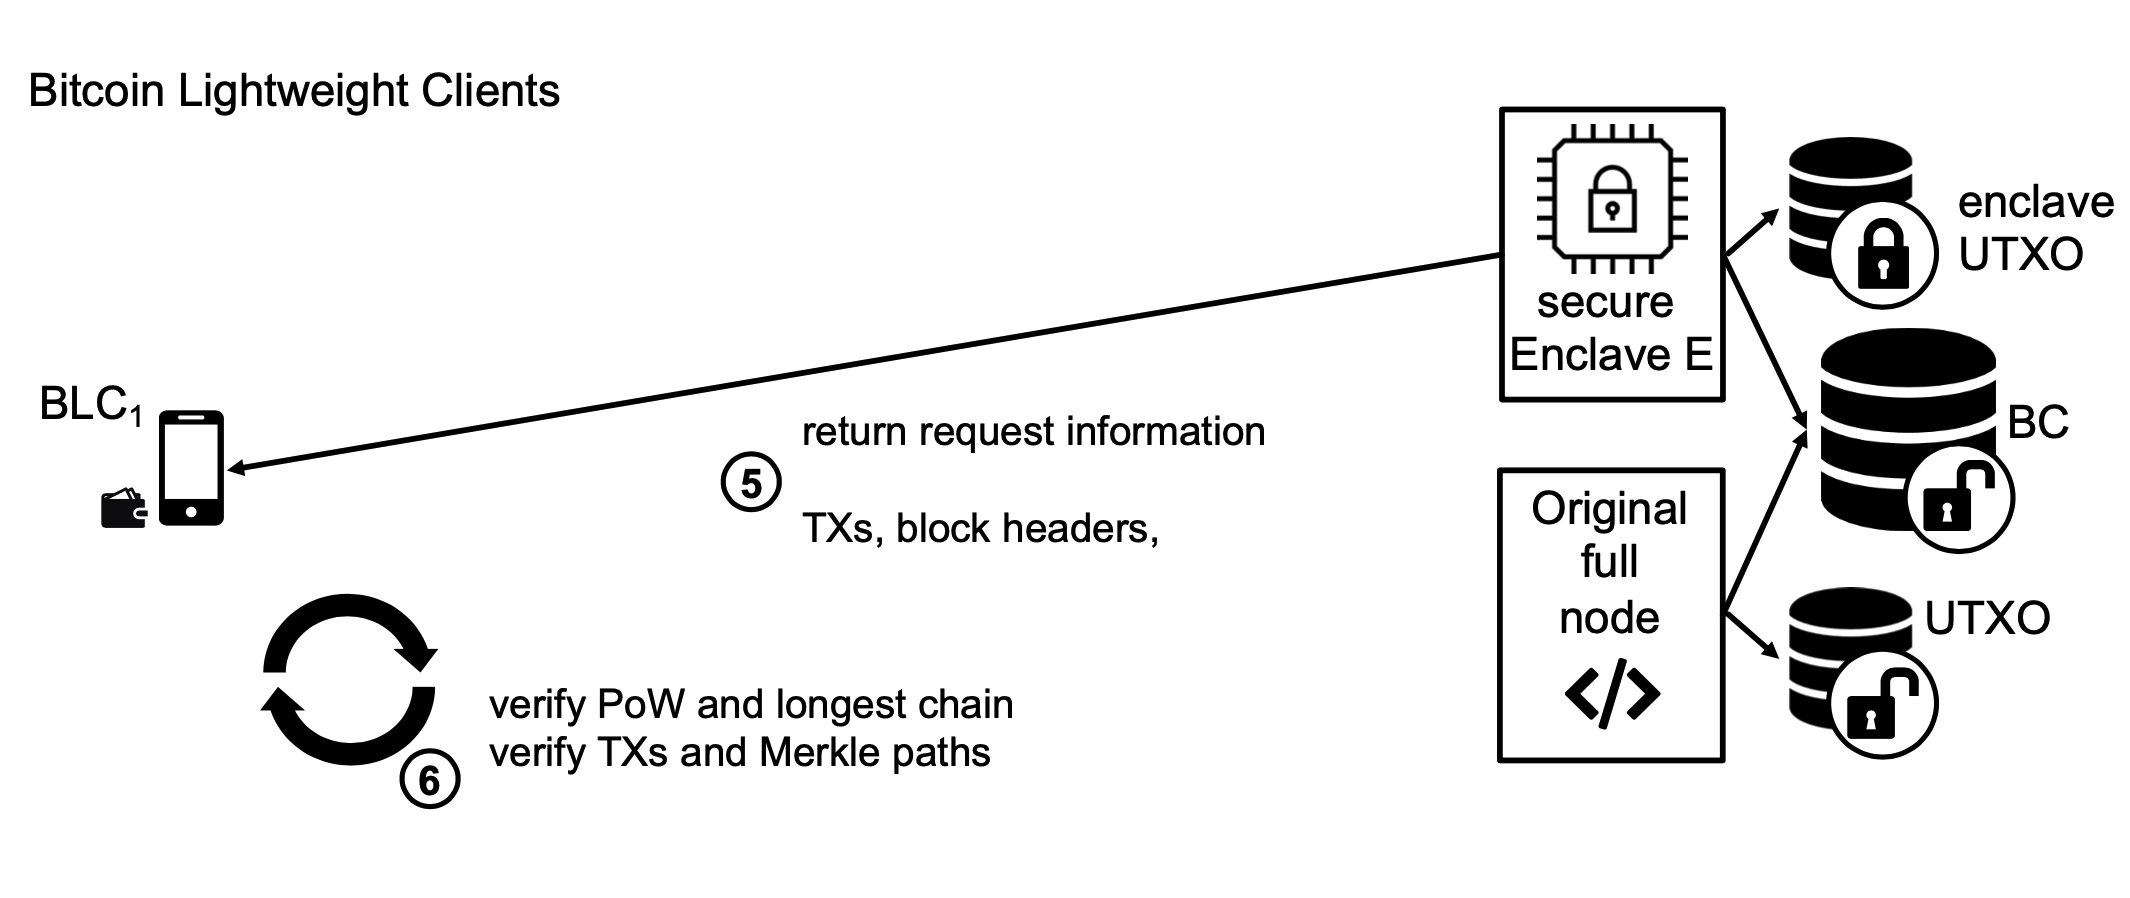 Bitcoin Lightweight Clients
BLC₁
5
return request information
TXs, block headers,
6
verify PoW and longest chain
verify TXs and Merkle paths
secure
Enclave E
Original
full
node
</>
enclave
UTXO
BC
UTXO